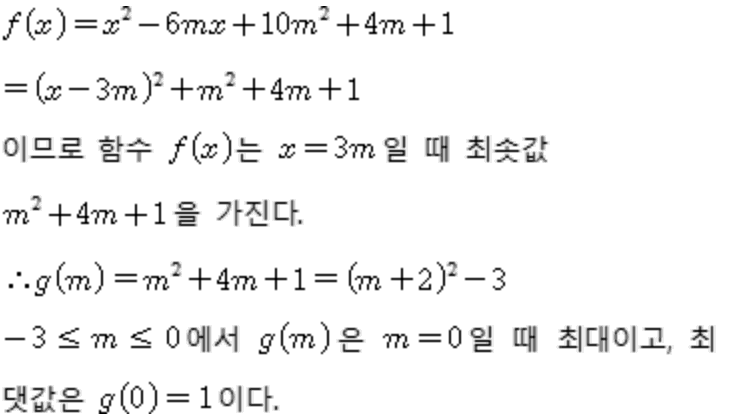 f(x)=x²-6mx+10m²+4m+1
=(x-3m)²+m²+4m+1
이므로 함수 f(x)는 x=3m일 때 최솟값
m²+4m+1을 가진다.
∴g(m)=m²+4m+1=(m+2)²-3
-3≤m≤0에서 g(m)은 m=0일 때 최대이고, 최
댓값은 g(0)=1이다.